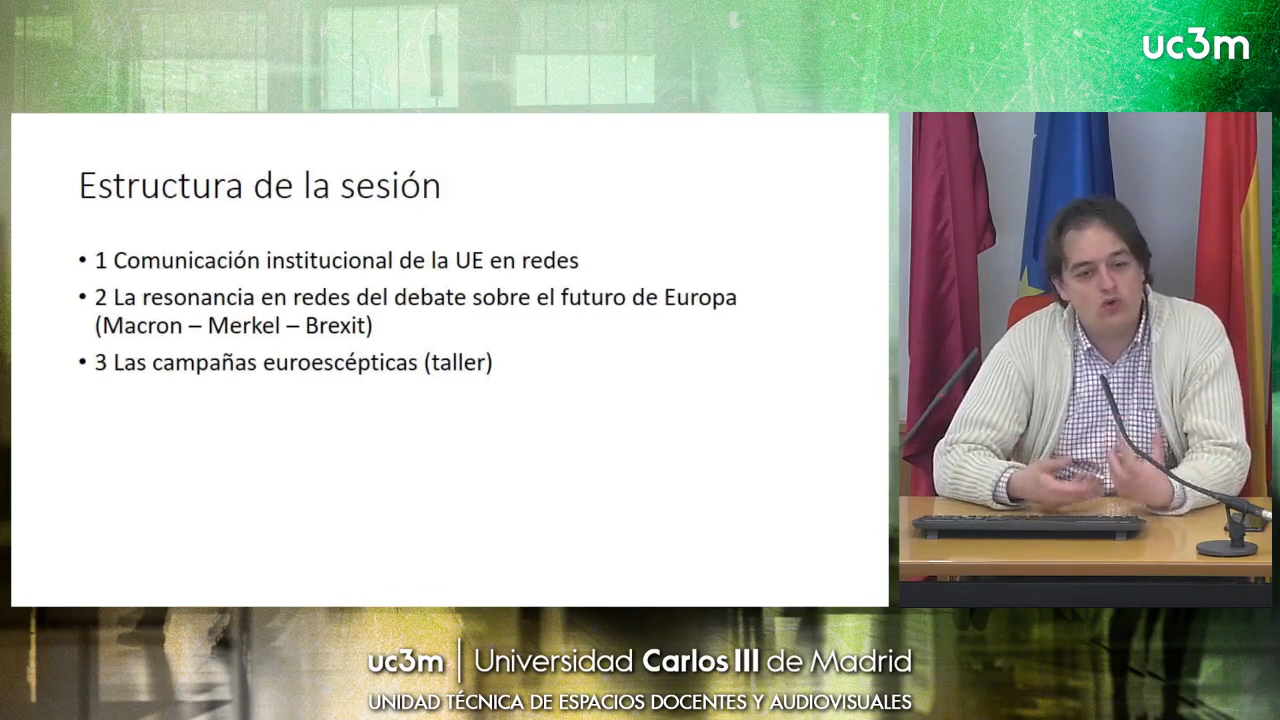 uc3m
Estructura de la sesión
• 1 Comunicación institucional de la UE en redes
• 2 La resonancia en redes del debate sobre el futuro de Europa
(Macron – Merkel – Brexit)
• 3 Las campañas euroescépticas (taller)
uc3m | Universidad Carlos III de Madrid
UNIDAD TÉCNICA DE ESPACIOS DOCENTES Y AUDIOVISUALES